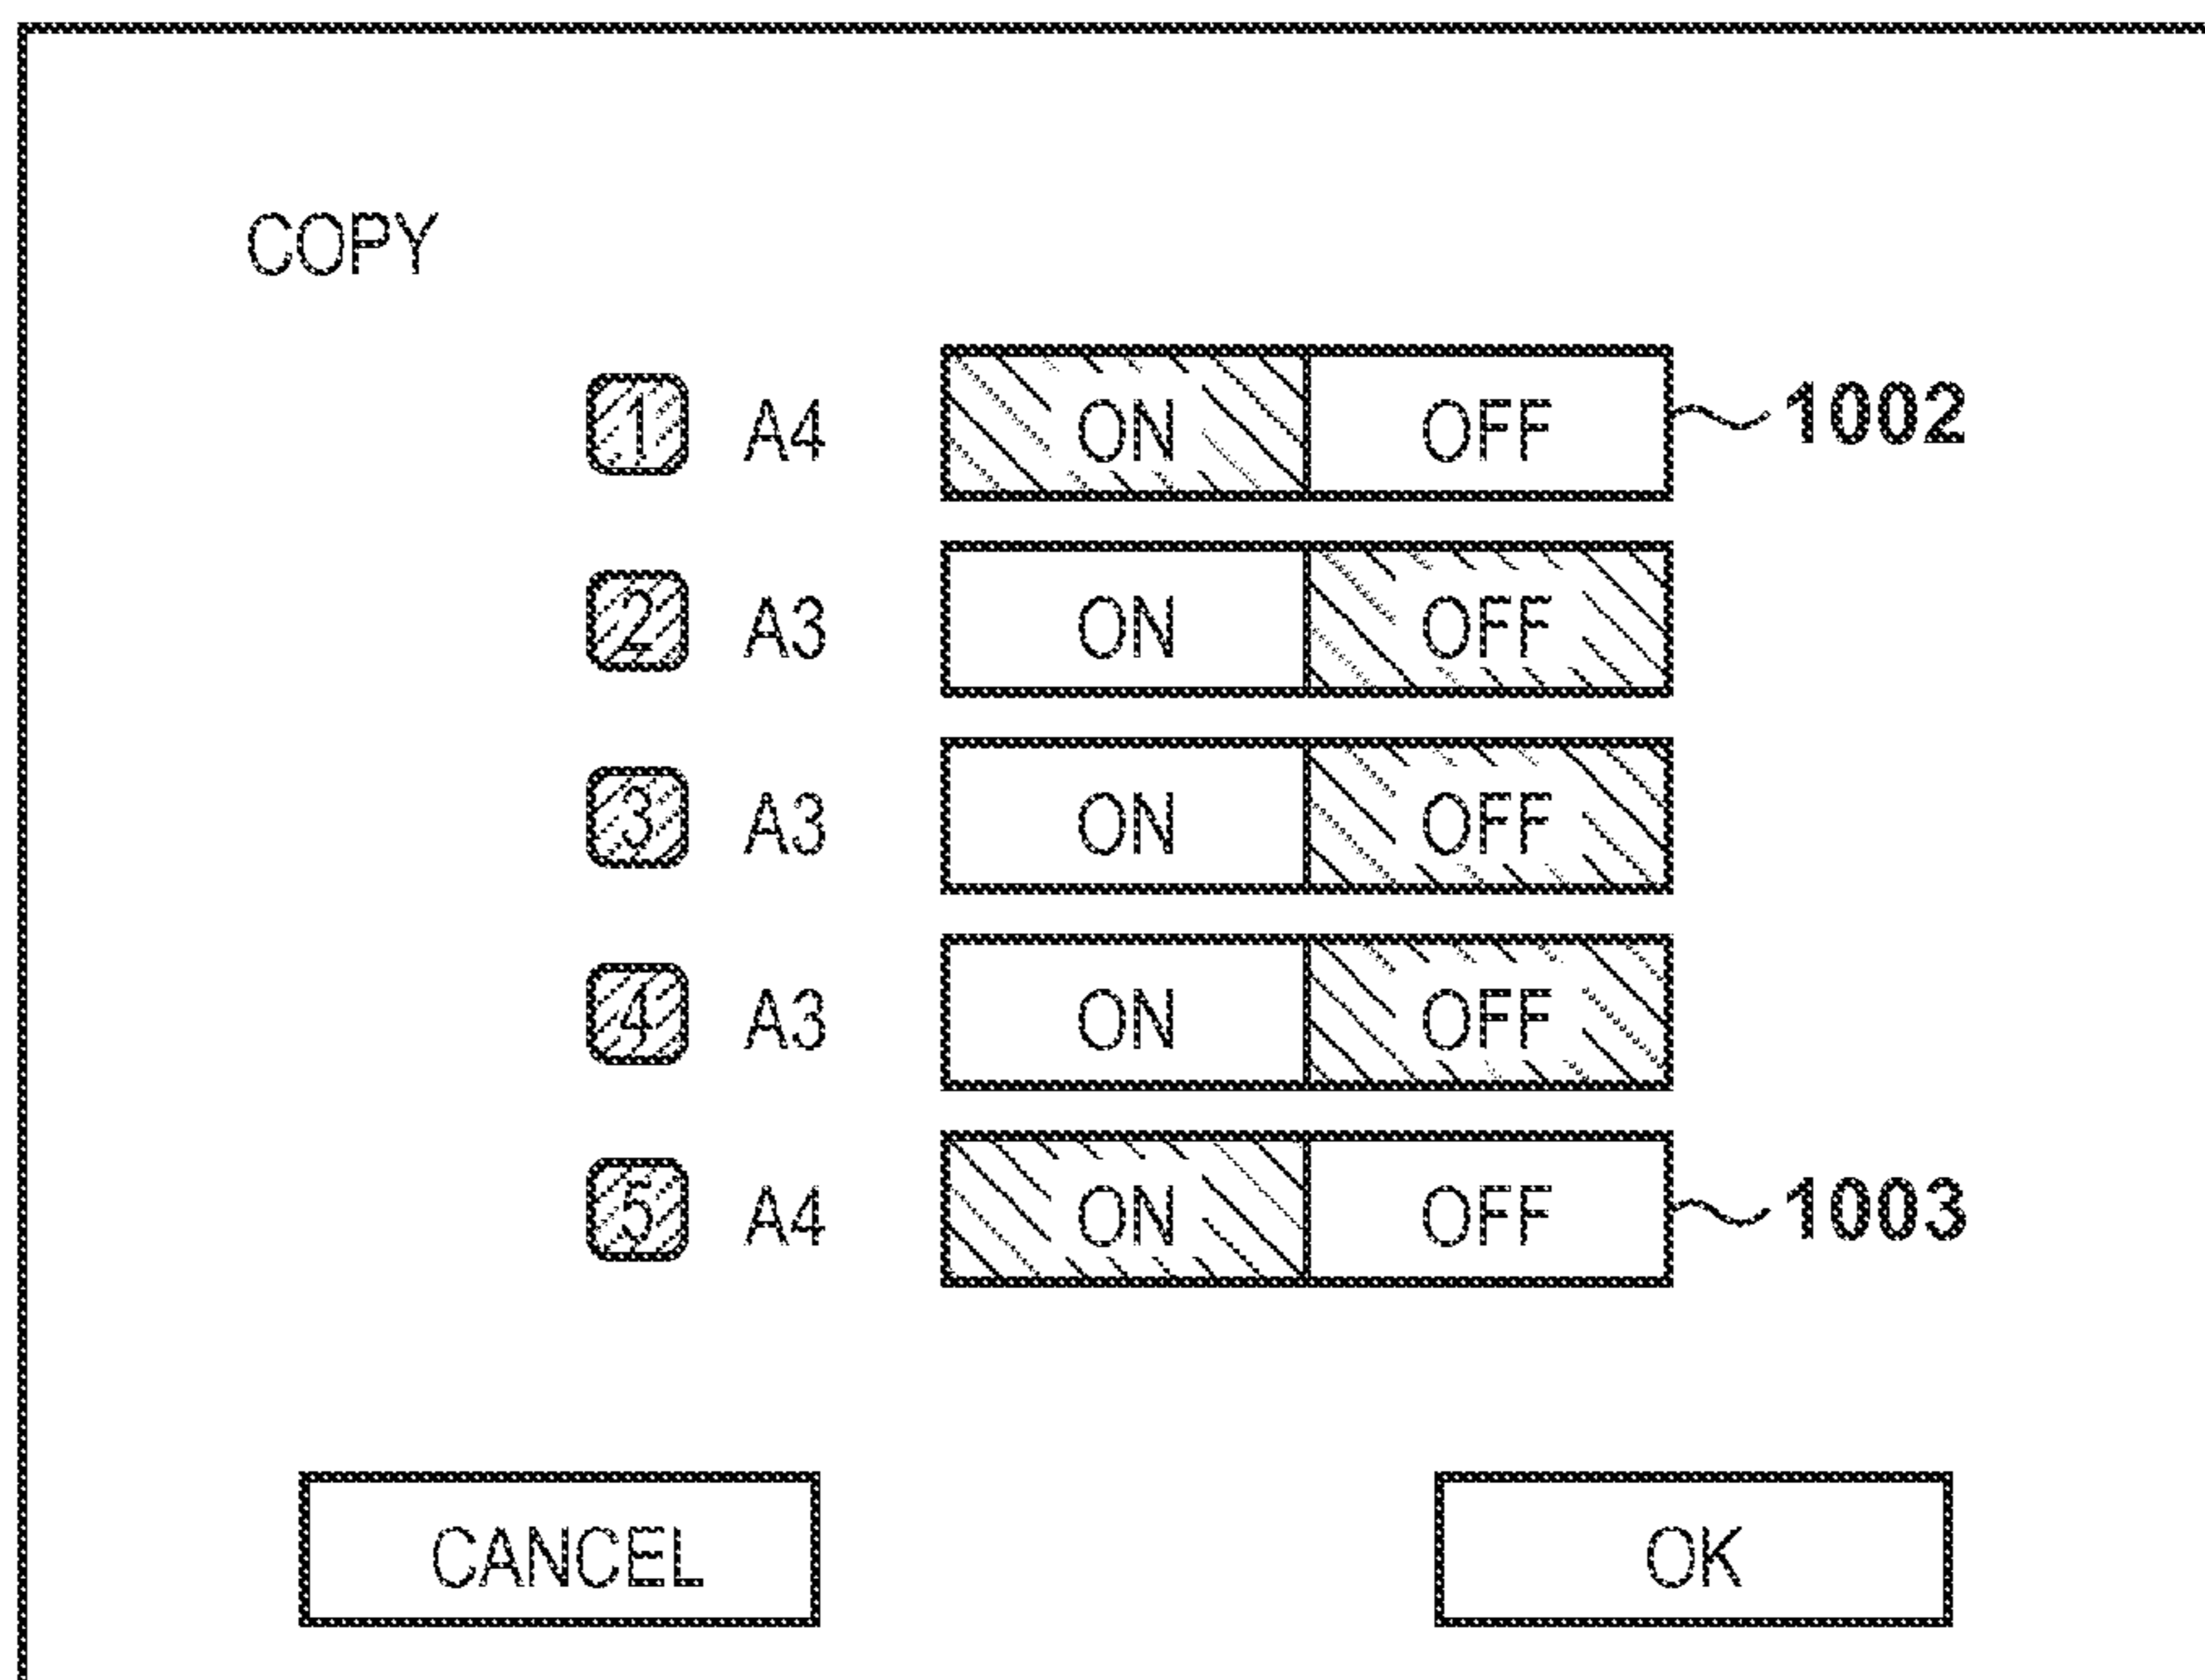 COPY
1 A4 ON OFF 1002
2 A3 ON OFF
3 A3 ON OFF
4 A3 ON OFF
5 A4 ON OFF 1003
CANCEL OK